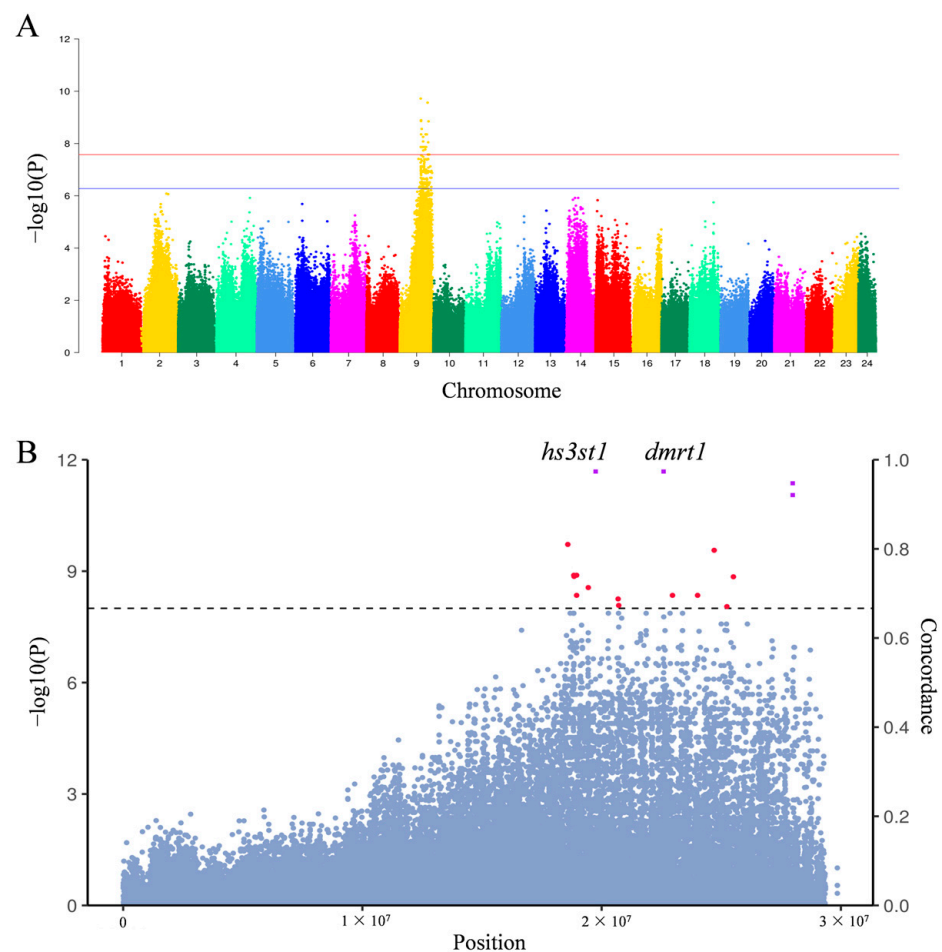 A
12
10
8
6
4
2
0
−log10(P)
1 2 3 4 5 6 7 8 9 10 11 12 13 14 15 16 17 18 19 20 21 22 23 24
Chromosome
B
hs3st1 dmrt1
12
9
6
3
0
−log10(P)
1.0
0.8
0.6
0.4
0.2
0.0
Concordance
0 1 × 10⁷ 2 × 10⁷ 3 × 10⁷
Position